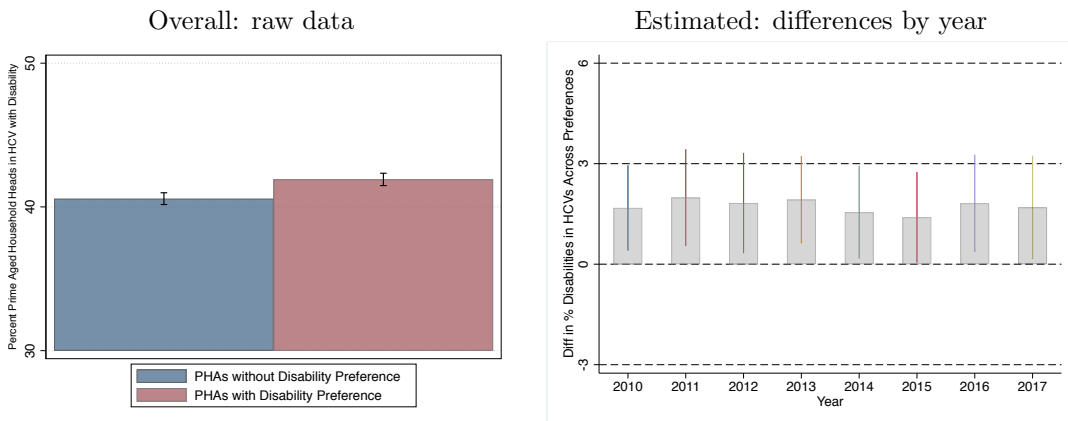 Overall: raw data
Percent Prime Aged Household Heads in HCV with Disability
50
40
30
PHAs without Disability Preference
PHAs with Disability Preference
Estimated: differences by year
Diff in % Disabilities in HCVs Across Preferences
6
3
0
-3
2010 2011 2012 2013 2014 2015 2016 2017
Year